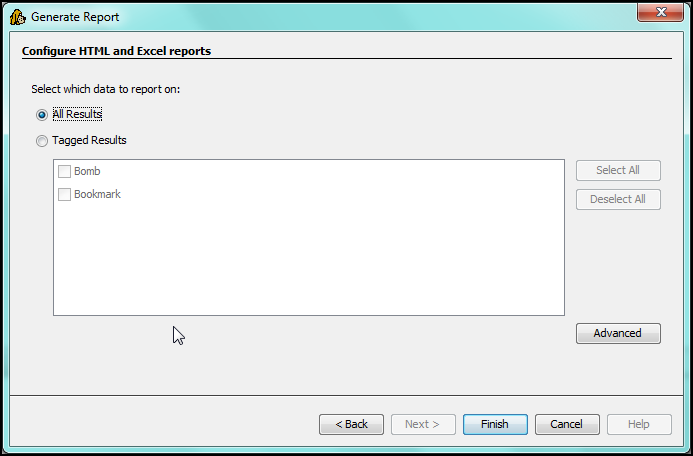 Generate Report
Configure HTML and Excel reports
Select which data to report on:
All Results
Tagged Results
Bomb
Select All
Bookmark
Deselect All
Advanced
< Back
Next >
Finish
Cancel
Help